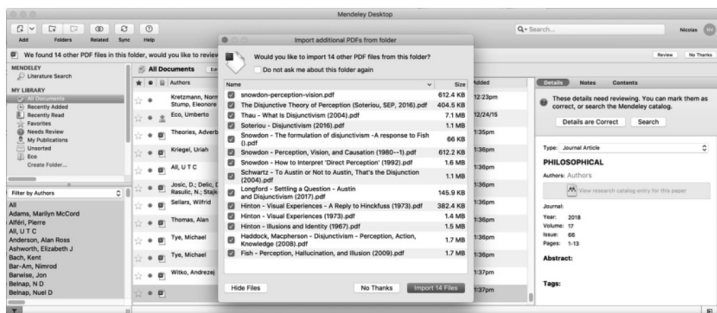 Mendeley Desktop
Add Folders Related Sync Help
Q Search...
Nicolas
We found 14 other PDF files in this folder, would you like to review
Review
No Thanks
MENDELEY
Literature Search
MY LIBRARY
All Documents
Recently Added
Recently Read
Favorites
Needs Review
My Publications
Unsorted
Eco
Create Folder...
Filter by Authors
All
Adams, Marilyn McCord
Alféri, Pierre
All, U T C
Anderson, Alan Ross
Ashworth, Elizabeth J
Bach, Kent
Bar-Am, Nimrod
Barwise, Jon
Belnap, N D
Belnap, Nuel D
All Documents
Authors
Kretzmann, Norm
Stump, Eleonore
Eco, Umberto
Theories, Adverb
Kriegel, Uriah
All, U T C
Josic, D.; Delic, D
Rasulic, N.; Stajic
Sellars, Wilfrid
Thomas, Alan
Tye, Michael
Tye, Michael
Witko, Andrezej
Import additional PDFs from folder
Would you like to import 14 other PDF files from this folder?
Do not ask me about this folder again
Name Size
snowdon-perception-vision.pdf 612.4 KB
The Disjunctive Theory of Perception (Soteriou, SEP, 2016).pdf 404.5 KB
Thau - What Is Disjunctivism (2004).pdf 7.1 MB
Soteriou - Disjunctivism (2016).pdf 1.1 MB
Snowdon - The formulation of disjunctivism -A response to Fish
().pdf 66 KB
Snowdon - Perception, Vision, and Causation (1980--1).pdf 612.2 KB
Snowdon - How to Interpret 'Direct Perception' (1992).pdf 1.6 MB
Schwartz - To Austin or Not to Austin, That's the Disjunction
(2004).pdf 1.1 MB
Longford - Settling a Question - Austin
and Disjunctivism (2017).pdf 145.9 KB
Hinton - Visual Experiences - A Reply to Hinckfuss (1973).pdf 382.4 KB
Hinton - Visual Experiences (1973).pdf 1.4 MB
Hinton - Illusions and Identity (1967).pdf 1.5 MB
Haddock, Macpherson - Disjunctivism - Perception, Action,
Knowledge (2008).pdf 1.7 MB
Fish - Perception, Hallucination, and Illusion (2009).pdf 1.7 MB
Hide Files
No Thanks
Import 14 Files
Added
12:23pm
12/24/15
1:35pm
1:36pm
1:36pm
1:36pm
1:36pm
1:36pm
1:36pm
1:36pm
1:37pm
1:37pm
Details Notes Contents
These details need reviewing. You can mark them as
correct, or search the Mendeley catalog.
Details are Correct
Search
Type: Journal Article
PHILOSOPHICAL
Authors: Authors
View research catalog entry for this paper
Journal:
Year: 2018
Volume: 17
Issue: 66
Pages: 1-13
Abstract:
Tags: